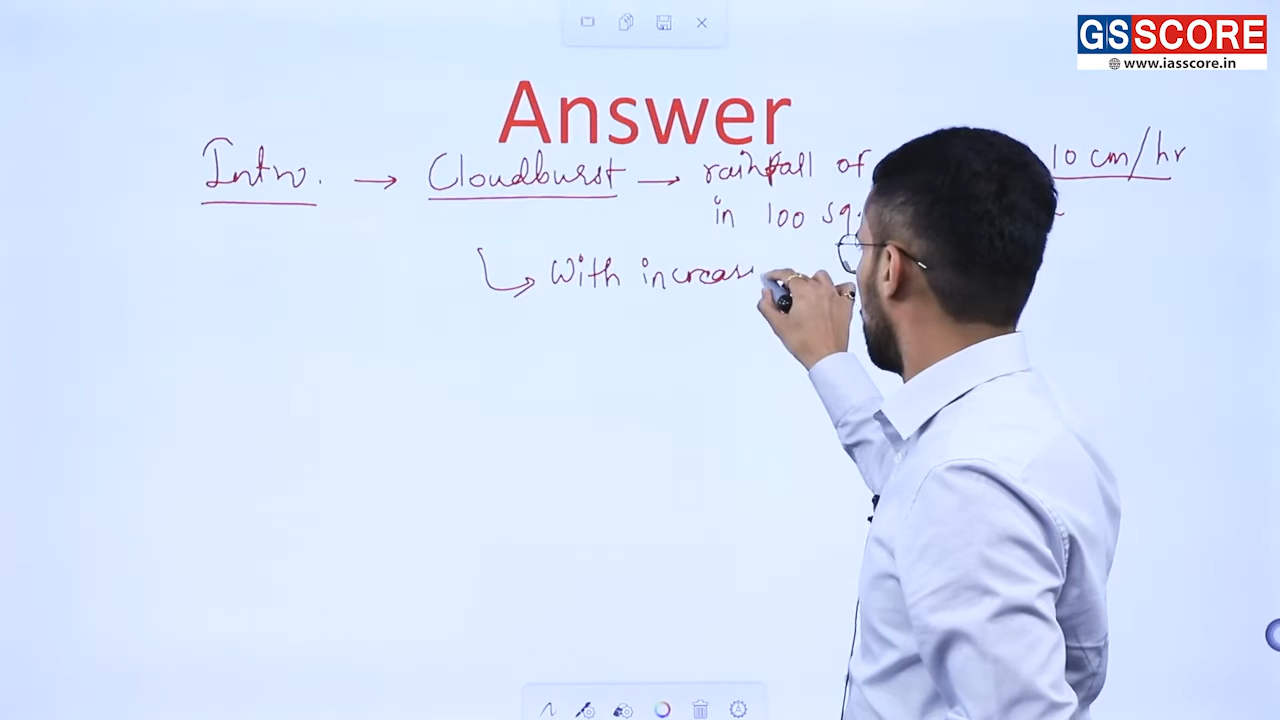 GSSCORE
www.iasscore.in
Answer
Intro. → Cloudburst → rainfall of 10 cm/hr
in 100 sq.
↳ With increas